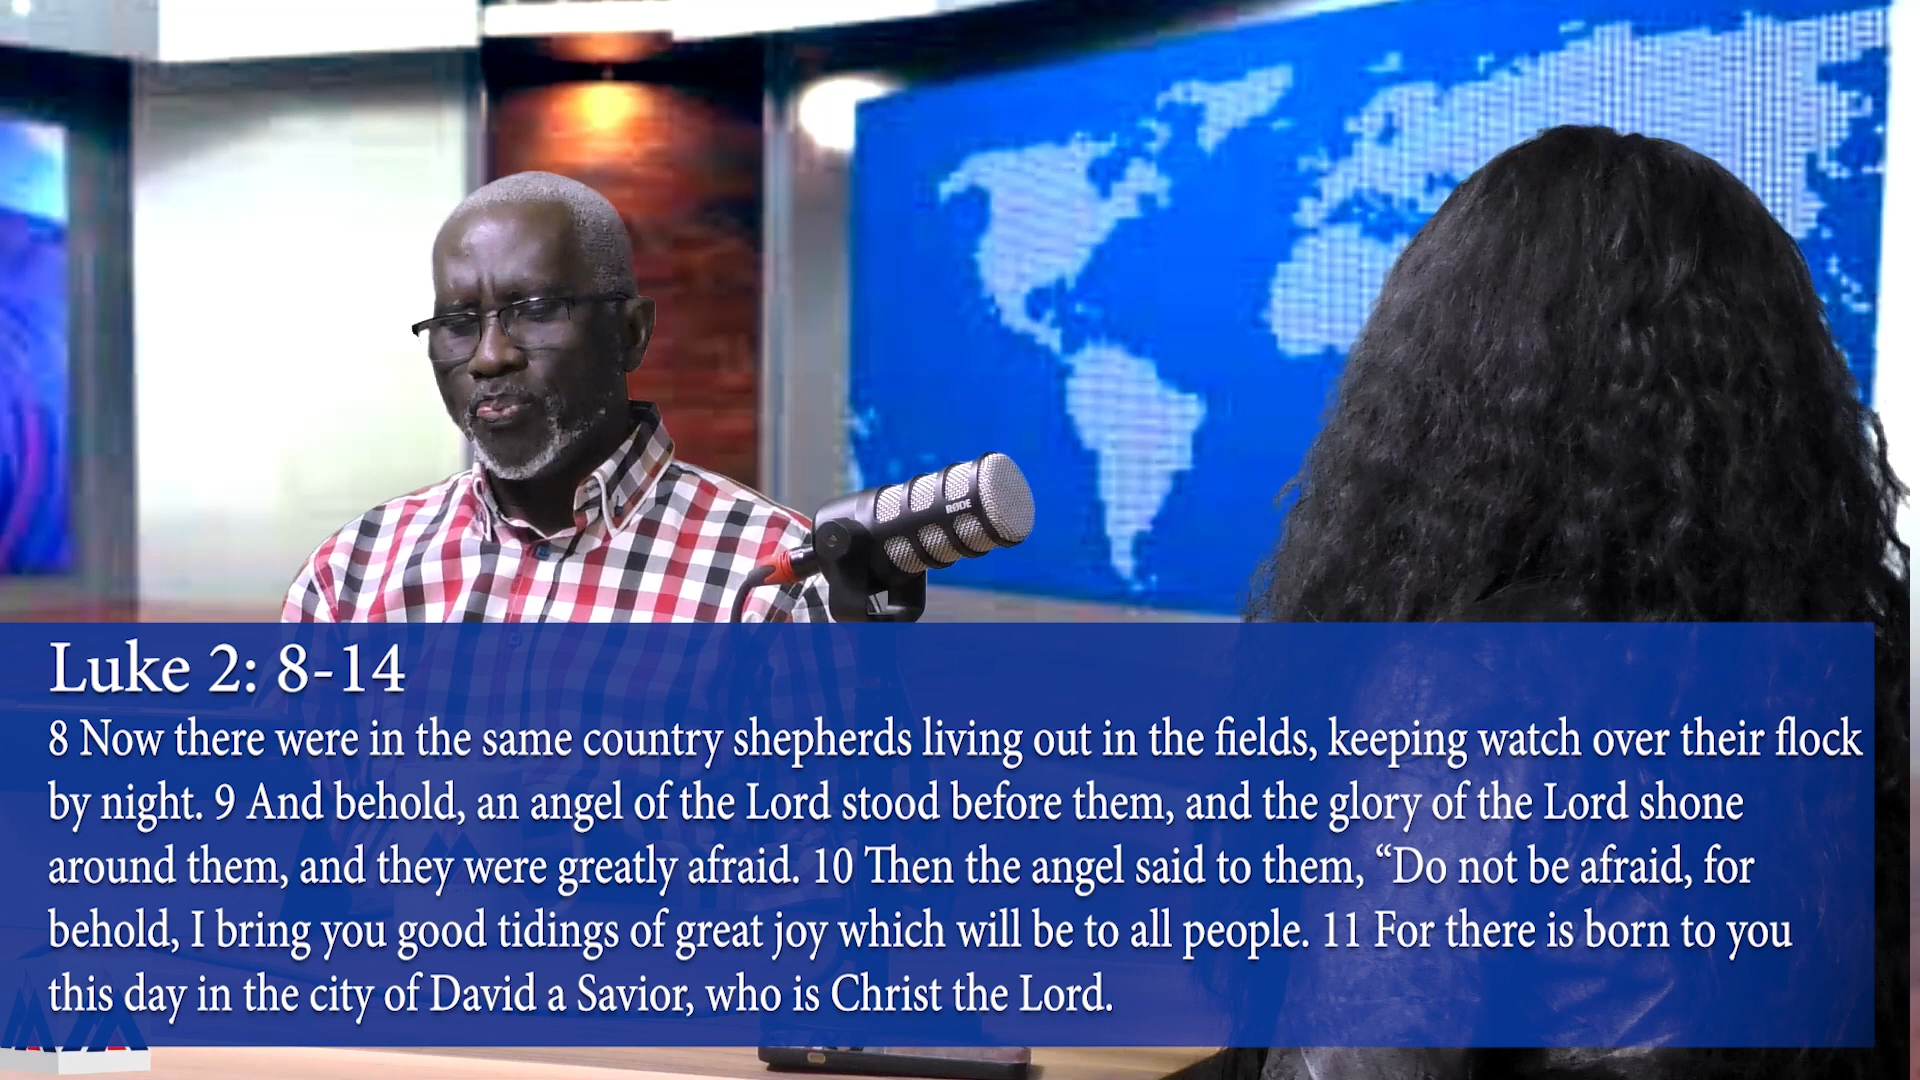 RØDE
Luke 2: 8-14
8 Now there were in the same country shepherds living out in the fields, keeping watch over their flock
by night. 9 And behold, an angel of the Lord stood before them, and the glory of the Lord shone
around them, and they were greatly afraid. 10 Then the angel said to them, “Do not be afraid, for
behold, I bring you good tidings of great joy which will be to all people. 11 For there is born to you
this day in the city of David a Savior, who is Christ the Lord.